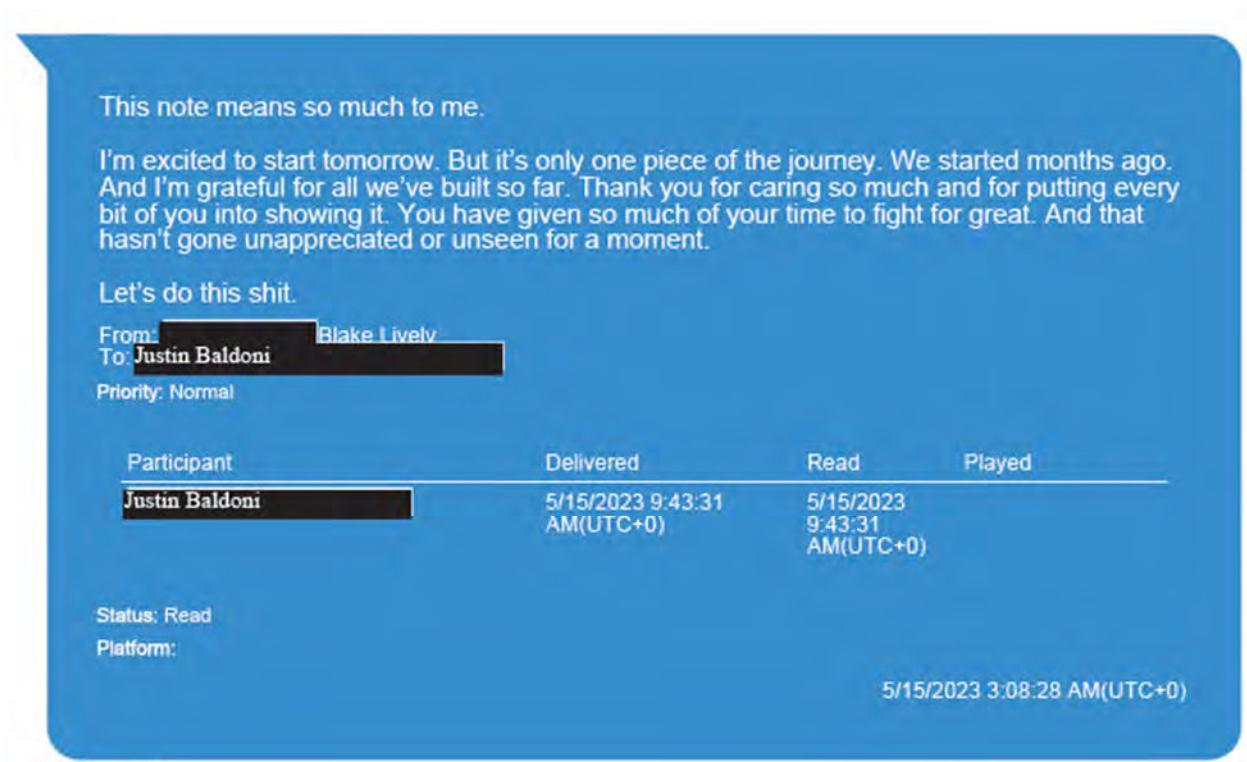 This note means so much to me.
I'm excited to start tomorrow. But it's only one piece of the journey. We started months ago.
And I'm grateful for all we've built so far. Thank you for caring so much and for putting every
bit of you into showing it. You have given so much of your time to fight for great. And that
hasn't gone unappreciated or unseen for a moment.
Let's do this shit.
From: Blake Lively
To: Justin Baldoni
Priority: Normal
Participant Delivered Read Played
Justin Baldoni 5/15/2023 9:43:31 5/15/2023
AM(UTC+0) 9:43:31
AM(UTC+0)
Status: Read
Platform:
5/15/2023 3:08:28 AM(UTC+0)